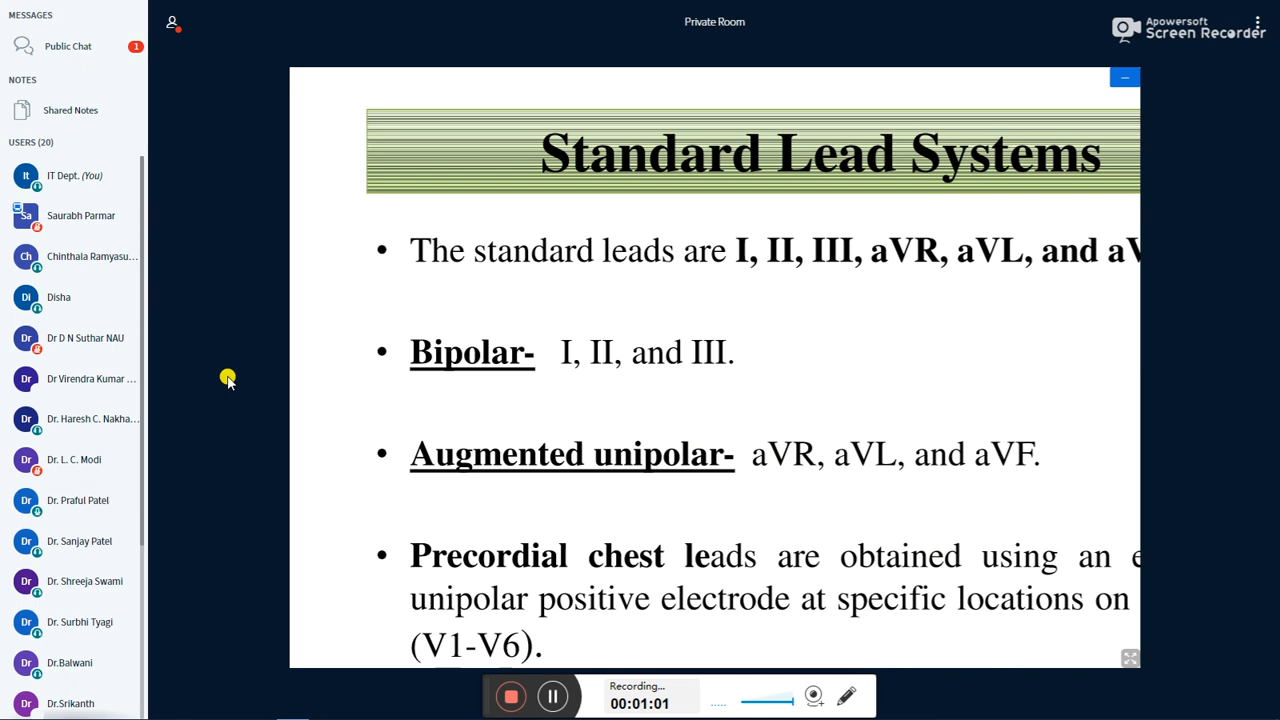 MESSAGES
Public Chat
1
NOTES
Shared Notes
USERS (20)
It IT Dept. (You)
Sa Saurabh Parmar
Ch Chinthala Ramyasu...
Di Disha
Dr Dr D N Suthar NAU
Dr Dr Virendra Kumar ...
Dr Dr. Haresh C. Nakha...
Dr Dr. L. C. Modi
Dr Dr. Praful Patel
Dr Dr. Sanjay Patel
Dr Dr. Shreeja Swami
Dr Dr. Surbhi Tyagi
Dr Dr.Balwani
Dr Dr.Srikanth
Private Room
Apowersoft
Screen Recorder
Standard Lead Systems
• The standard leads are I, II, III, aVR, aVL, and
• Bipolar- I, II, and III.
• Augmented unipolar- aVR, aVL, and aVF.
• Precordial chest leads are obtained using an
unipolar positive electrode at specific locations on
(V1-V6).
Recording...
00:01:01